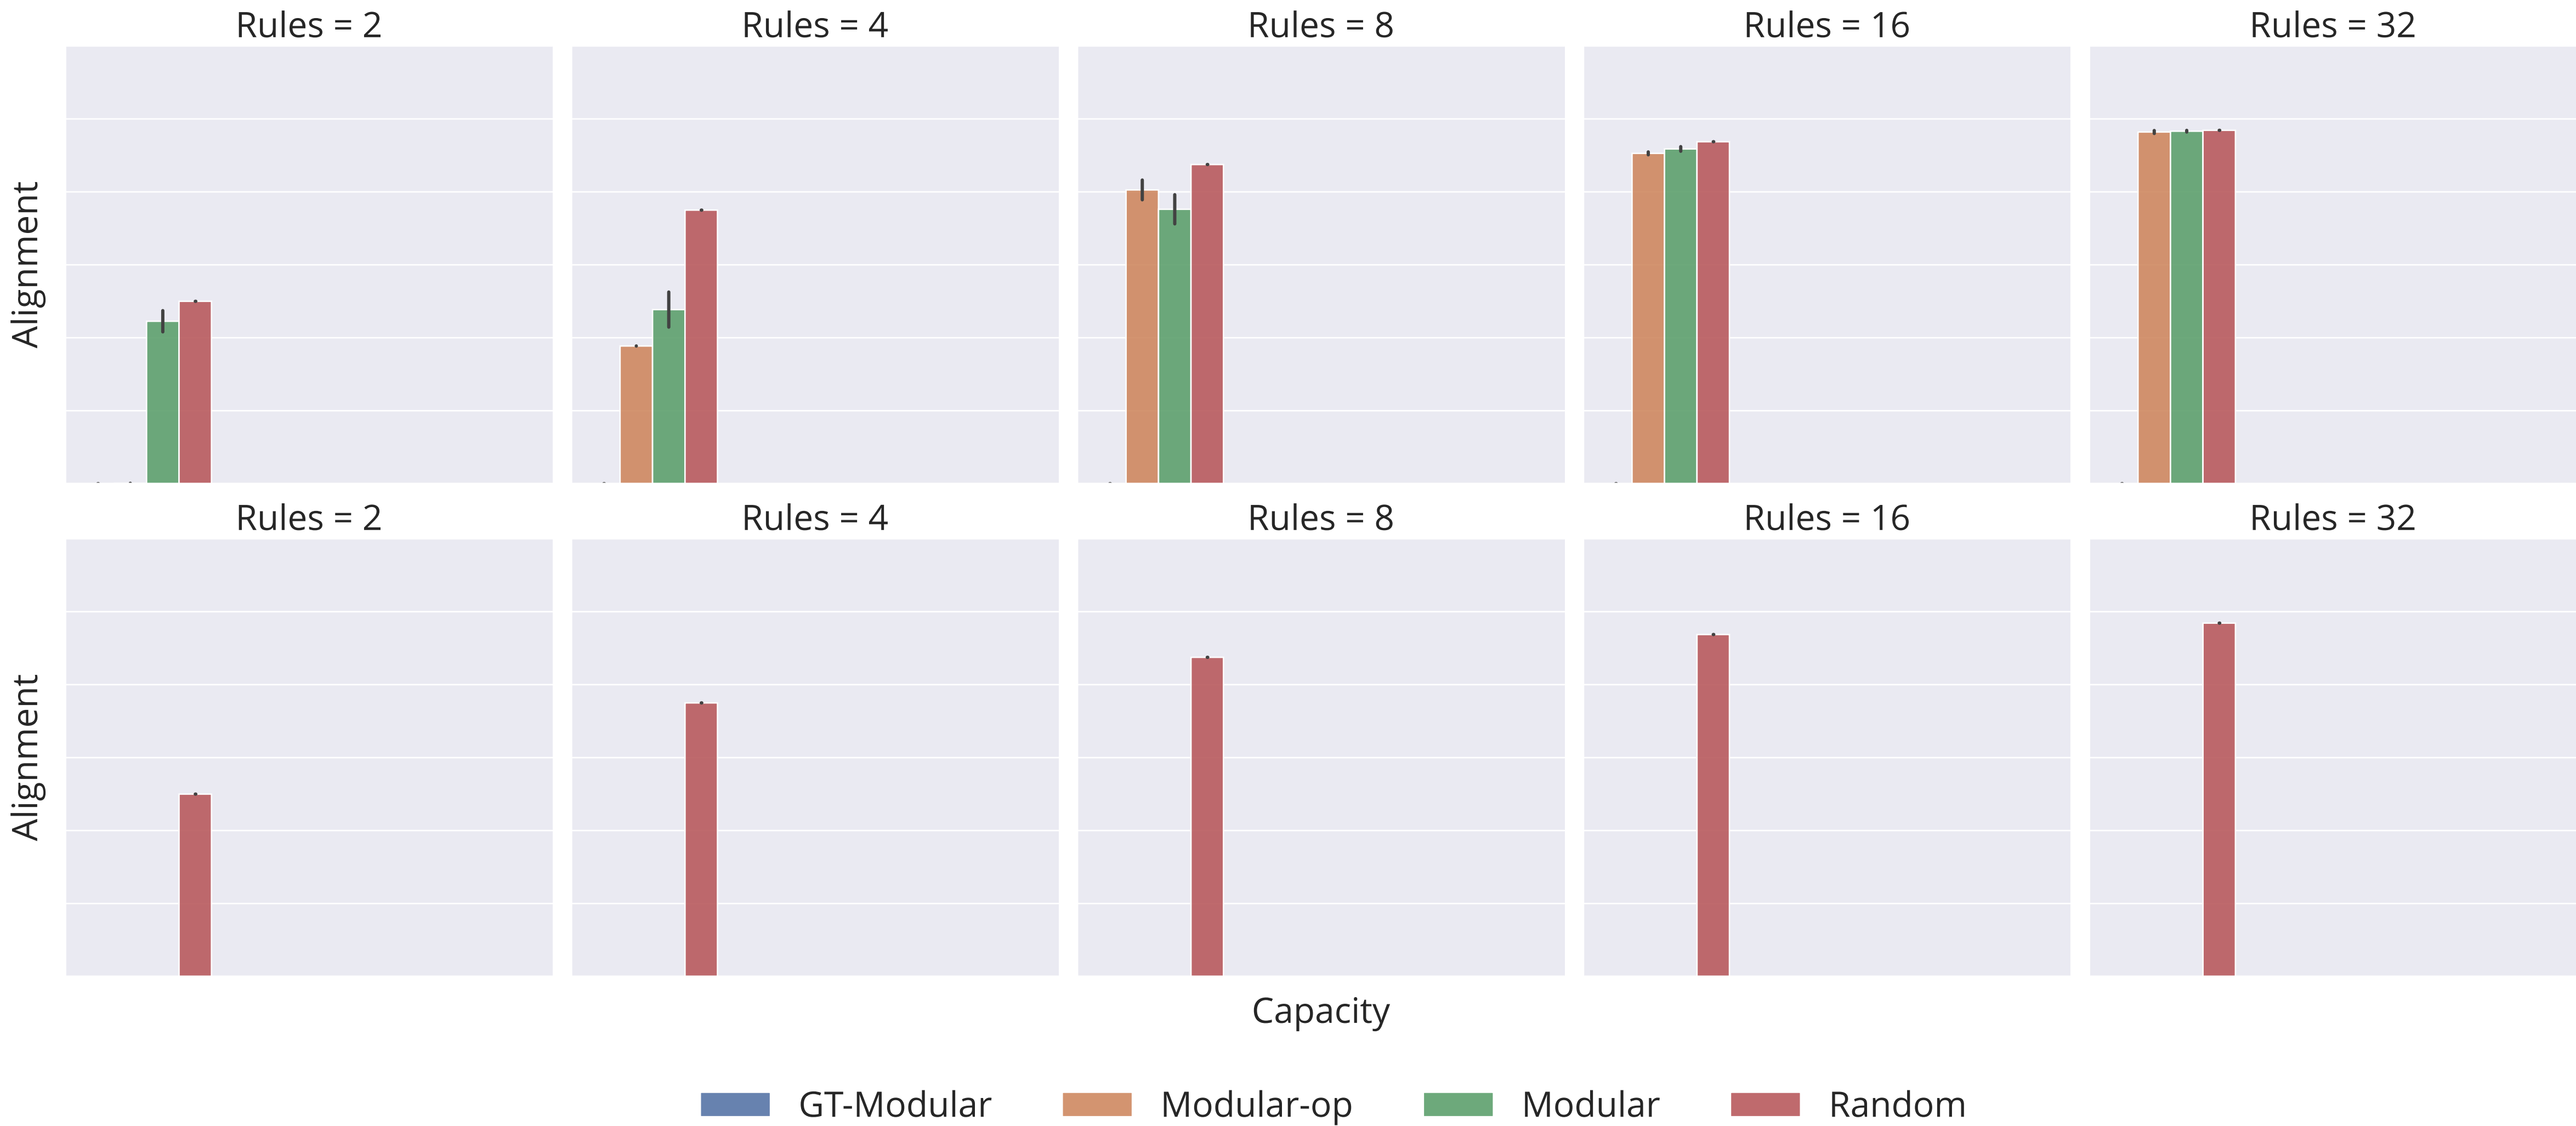 Rules = 2
Rules = 4
Rules = 8
Rules = 16
Rules = 32
Alignment
Rules = 2
Rules = 4
Rules = 8
Rules = 16
Rules = 32
Alignment
Capacity
GT-Modular
Modular-op
Modular
Random